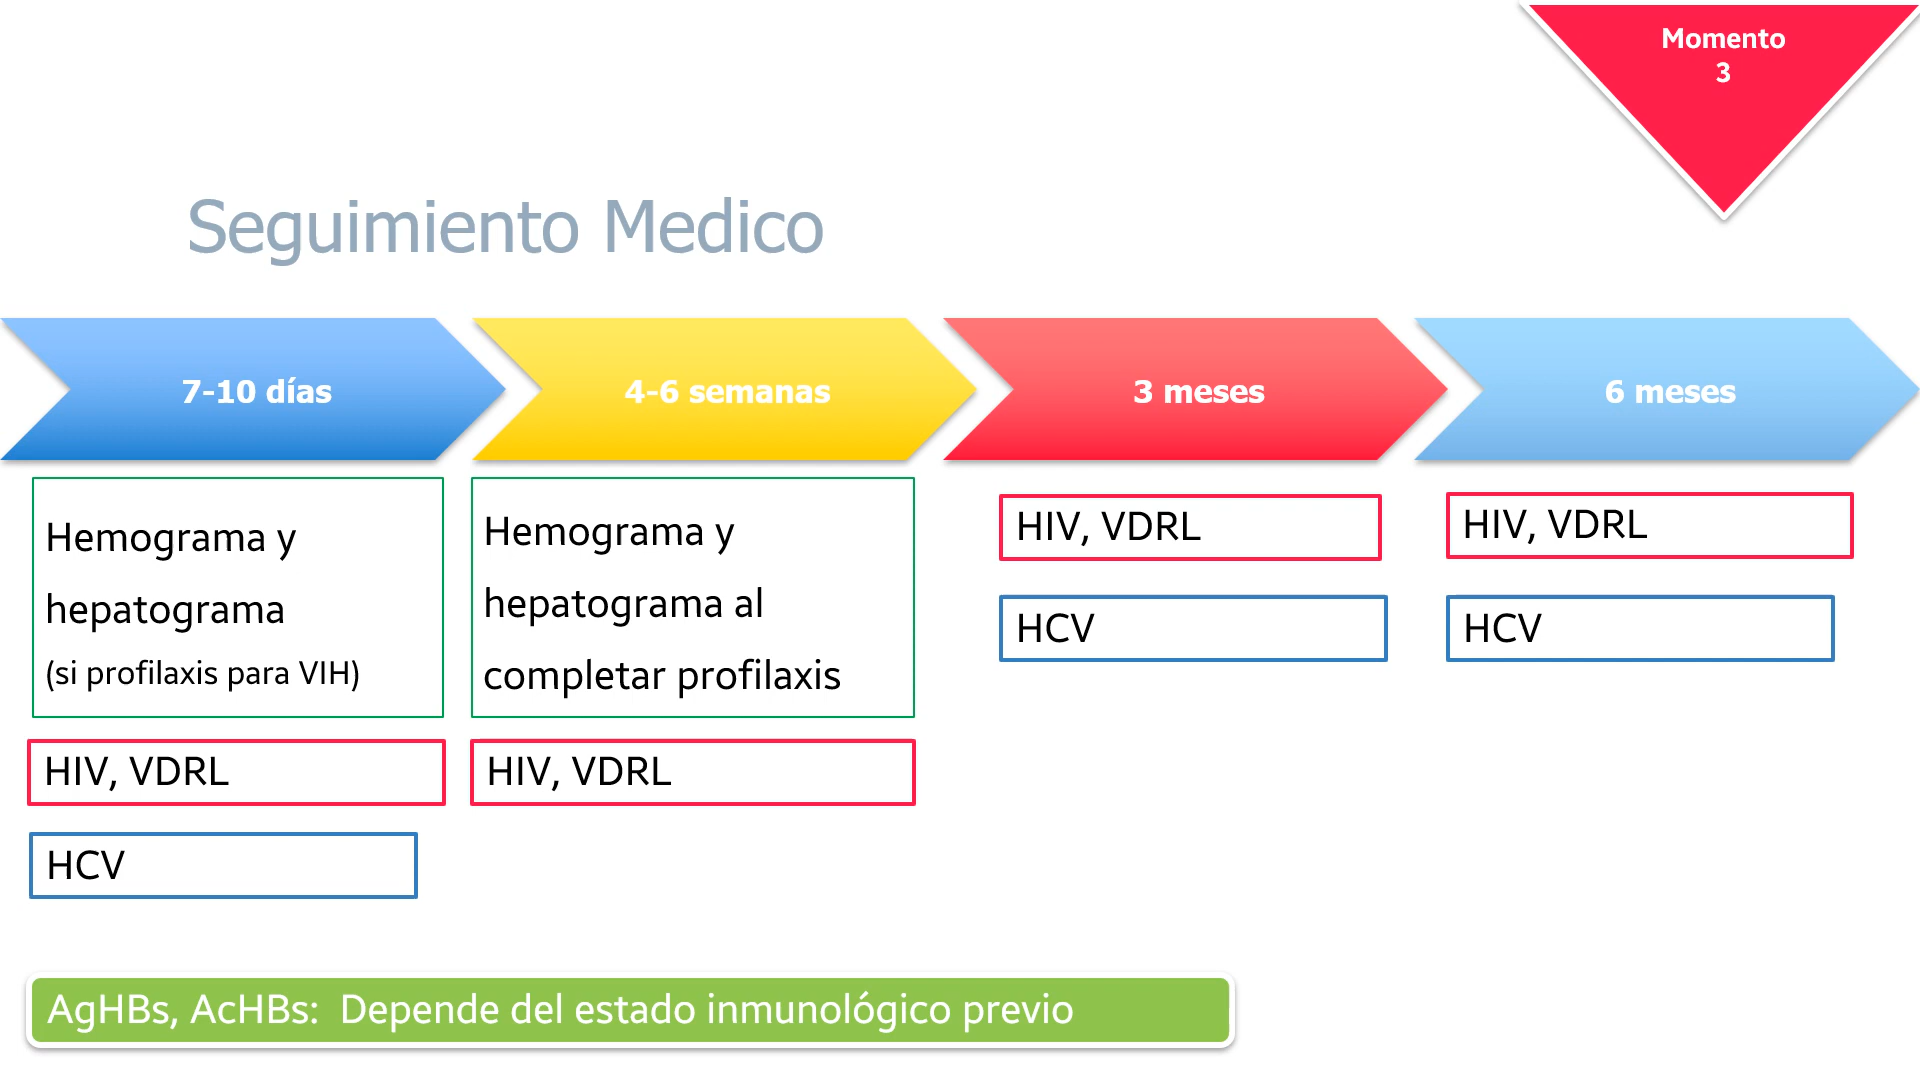 Momento
3
Seguimiento Medico
7-10 días
4-6 semanas
3 meses
6 meses
Hemograma y
hepatograma
(si profilaxis para VIH)
HIV, VDRL
HCV
Hemograma y
hepatograma al
completar profilaxis
HIV, VDRL
HIV, VDRL
HCV
HIV, VDRL
HCV
AgHBs, AcHBs:  Depende del estado inmunológico previo